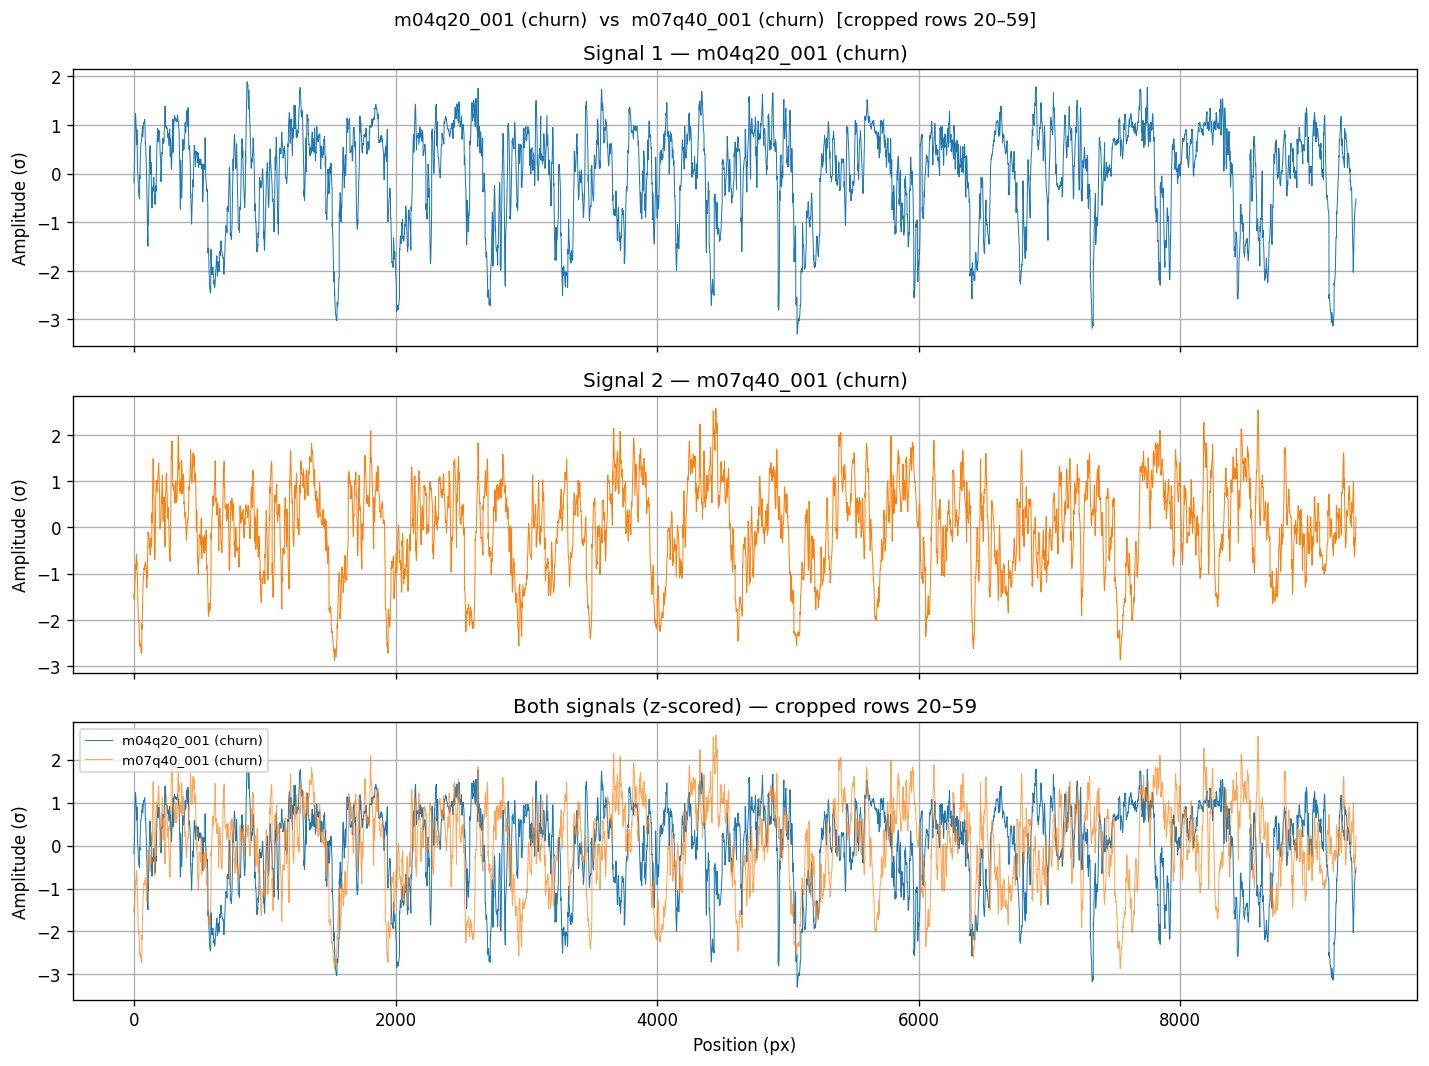 m04q20_001 (churn)  vs  m07q40_001 (churn)  [cropped rows 20–59]
Signal 1 — m04q20_001 (churn)
2
1
0
−1
−2
−3
Amplitude (σ)
Signal 2 — m07q40_001 (churn)
2
1
0
−1
−2
−3
Amplitude (σ)
Both signals (z-scored) — cropped rows 20–59
m04q20_001 (churn)
m07q40_001 (churn)
2
1
0
−1
−2
−3
Amplitude (σ)
0 2000 4000 6000 8000
Position (px)